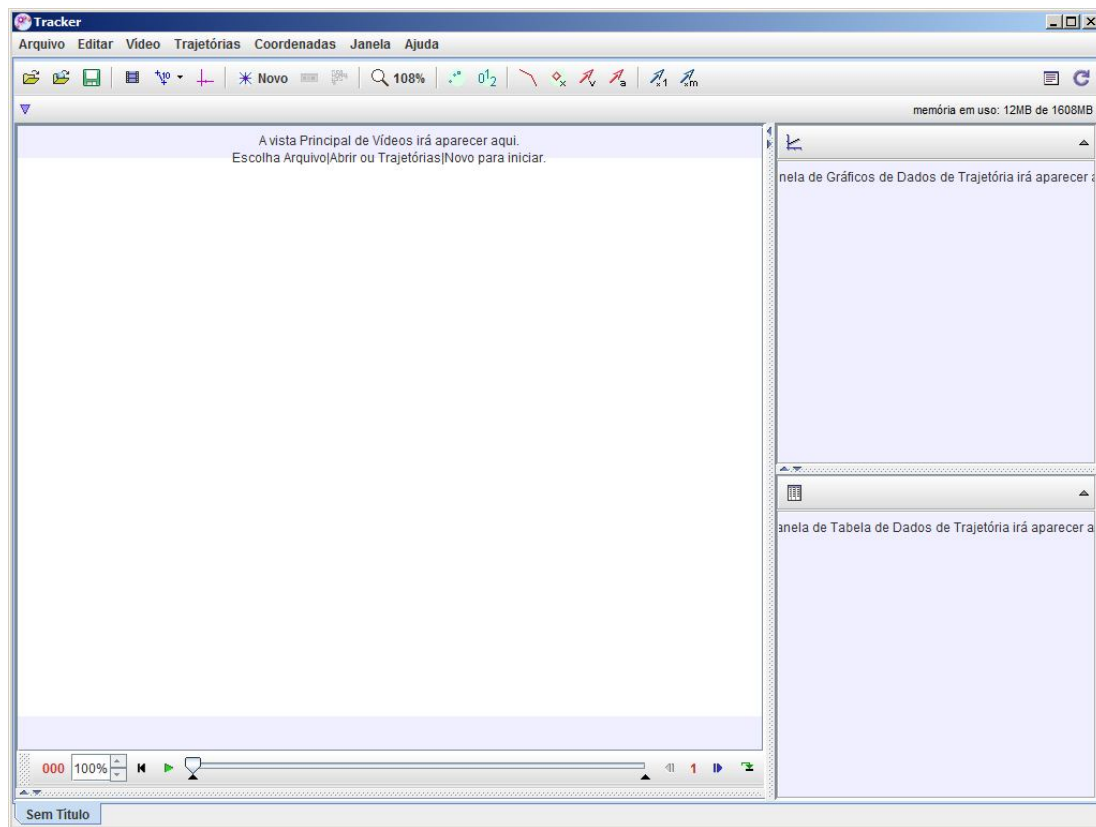 Tracker
Arquivo Editar Vídeo Trajetórias Coordenadas Janela Ajuda
Novo 108%
memória em uso: 12MB de 1608MB
A vista Principal de Vídeos irá aparecer aqui.
Escolha Arquivo|Abrir ou Trajetórias|Novo para iniciar.
nela de Gráficos de Dados de Trajetória irá aparecer a
anela de Tabela de Dados de Trajetória irá aparecer a
000 100% 1
Sem Título